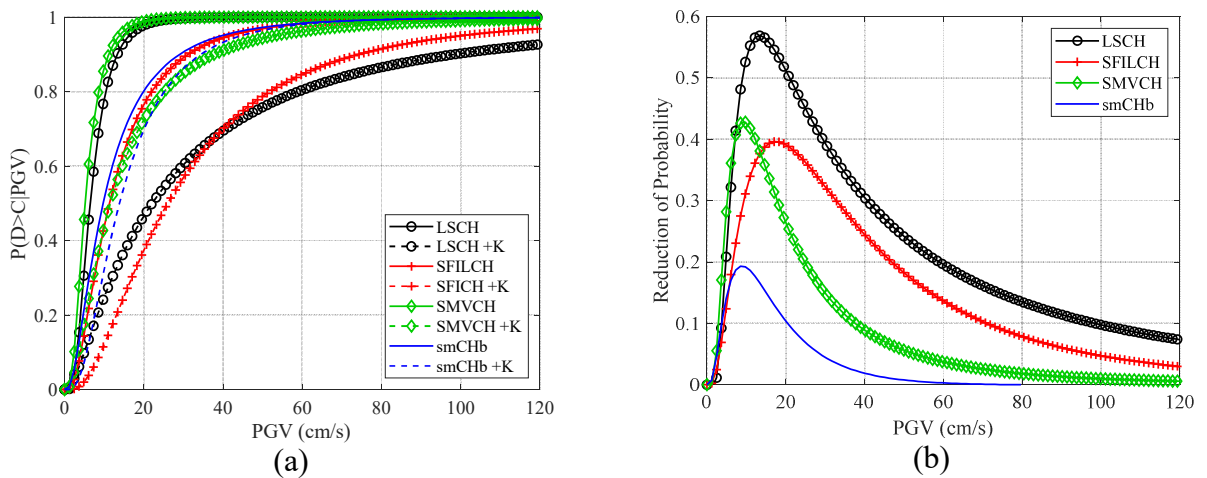 P(D>C|PGV)
1
0.8
0.6
0.4
0.2
0
0 20 40 60 80 100 120
PGV (cm/s)
LSCH
LSCH +K
SFILCH
SFICH +K
SMVCH
SMVCH +K
smCHb
smCHb +K
(a)
Reduction of Probability
0.6
0.5
0.4
0.3
0.2
0.1
0
0 20 40 60 80 100 120
PGV (cm/s)
LSCH
SFILCH
SMVCH
smCHb
(b)